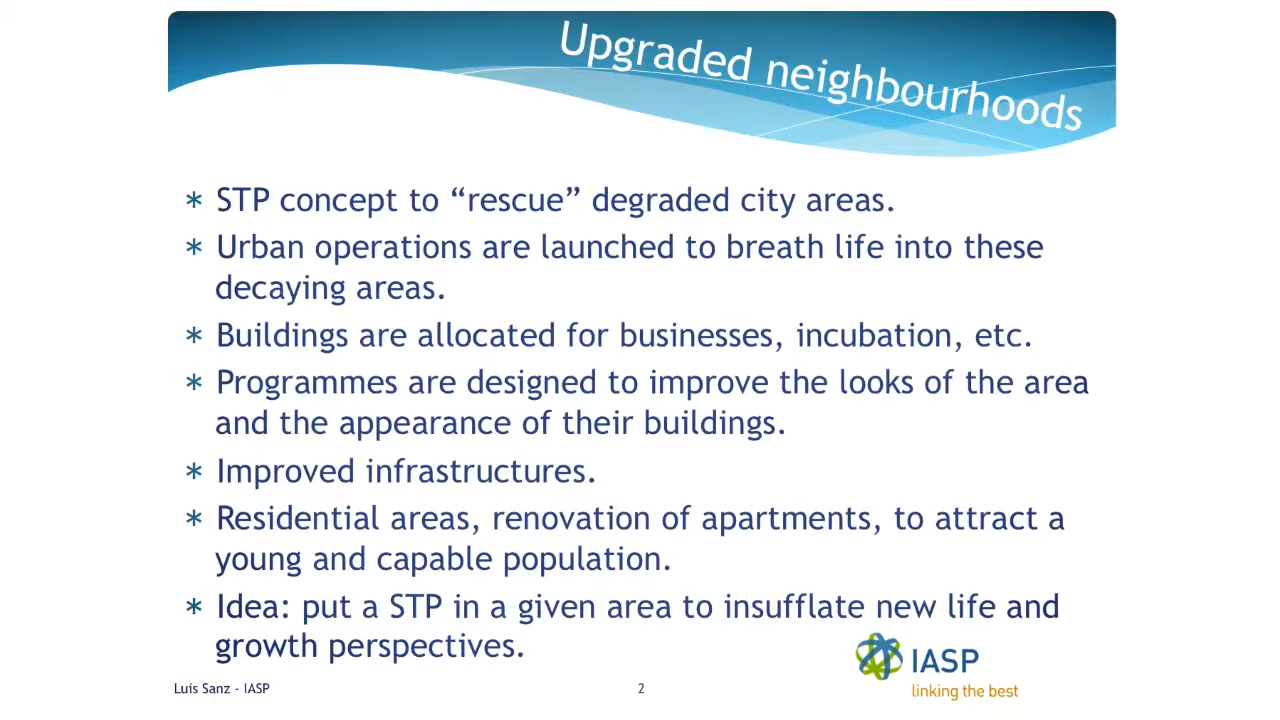 Upgraded neighbourhoods
* STP concept to “rescue” degraded city areas.
* Urban operations are launched to breath life into these
decaying areas.
* Buildings are allocated for businesses, incubation, etc.
* Programmes are designed to improve the looks of the area
and the appearance of their buildings.
* Improved infrastructures.
* Residential areas, renovation of apartments, to attract a
young and capable population.
* Idea: put a STP in a given area to insufflate new life and
growth perspectives.
IASP
linking the best
Luis Sanz - IASP
2